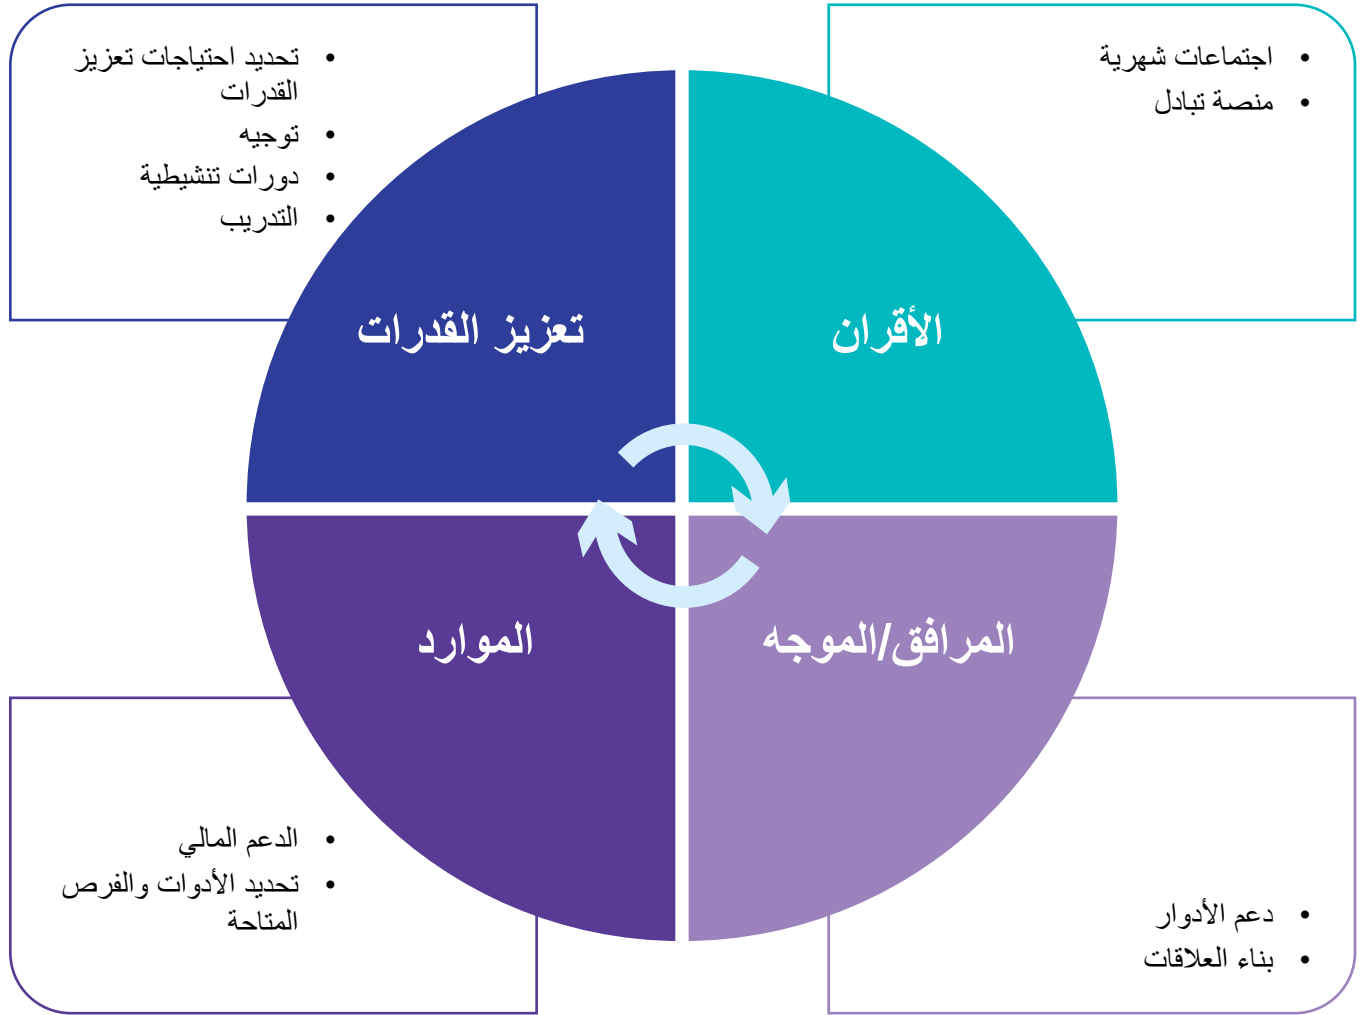 • اجتماعات شهرية
• منصة تبادل
الأقران
• تحديد احتياجات تعزيز
القدرات
• توجيه
• دورات تنشيطية
• التدريب
تعزيز القدرات
المرافق/الموجه
• دعم الأدوار
• بناء العلاقات
الموارد
• الدعم المالي
• تحديد الأدوات والفرص
المتاحة